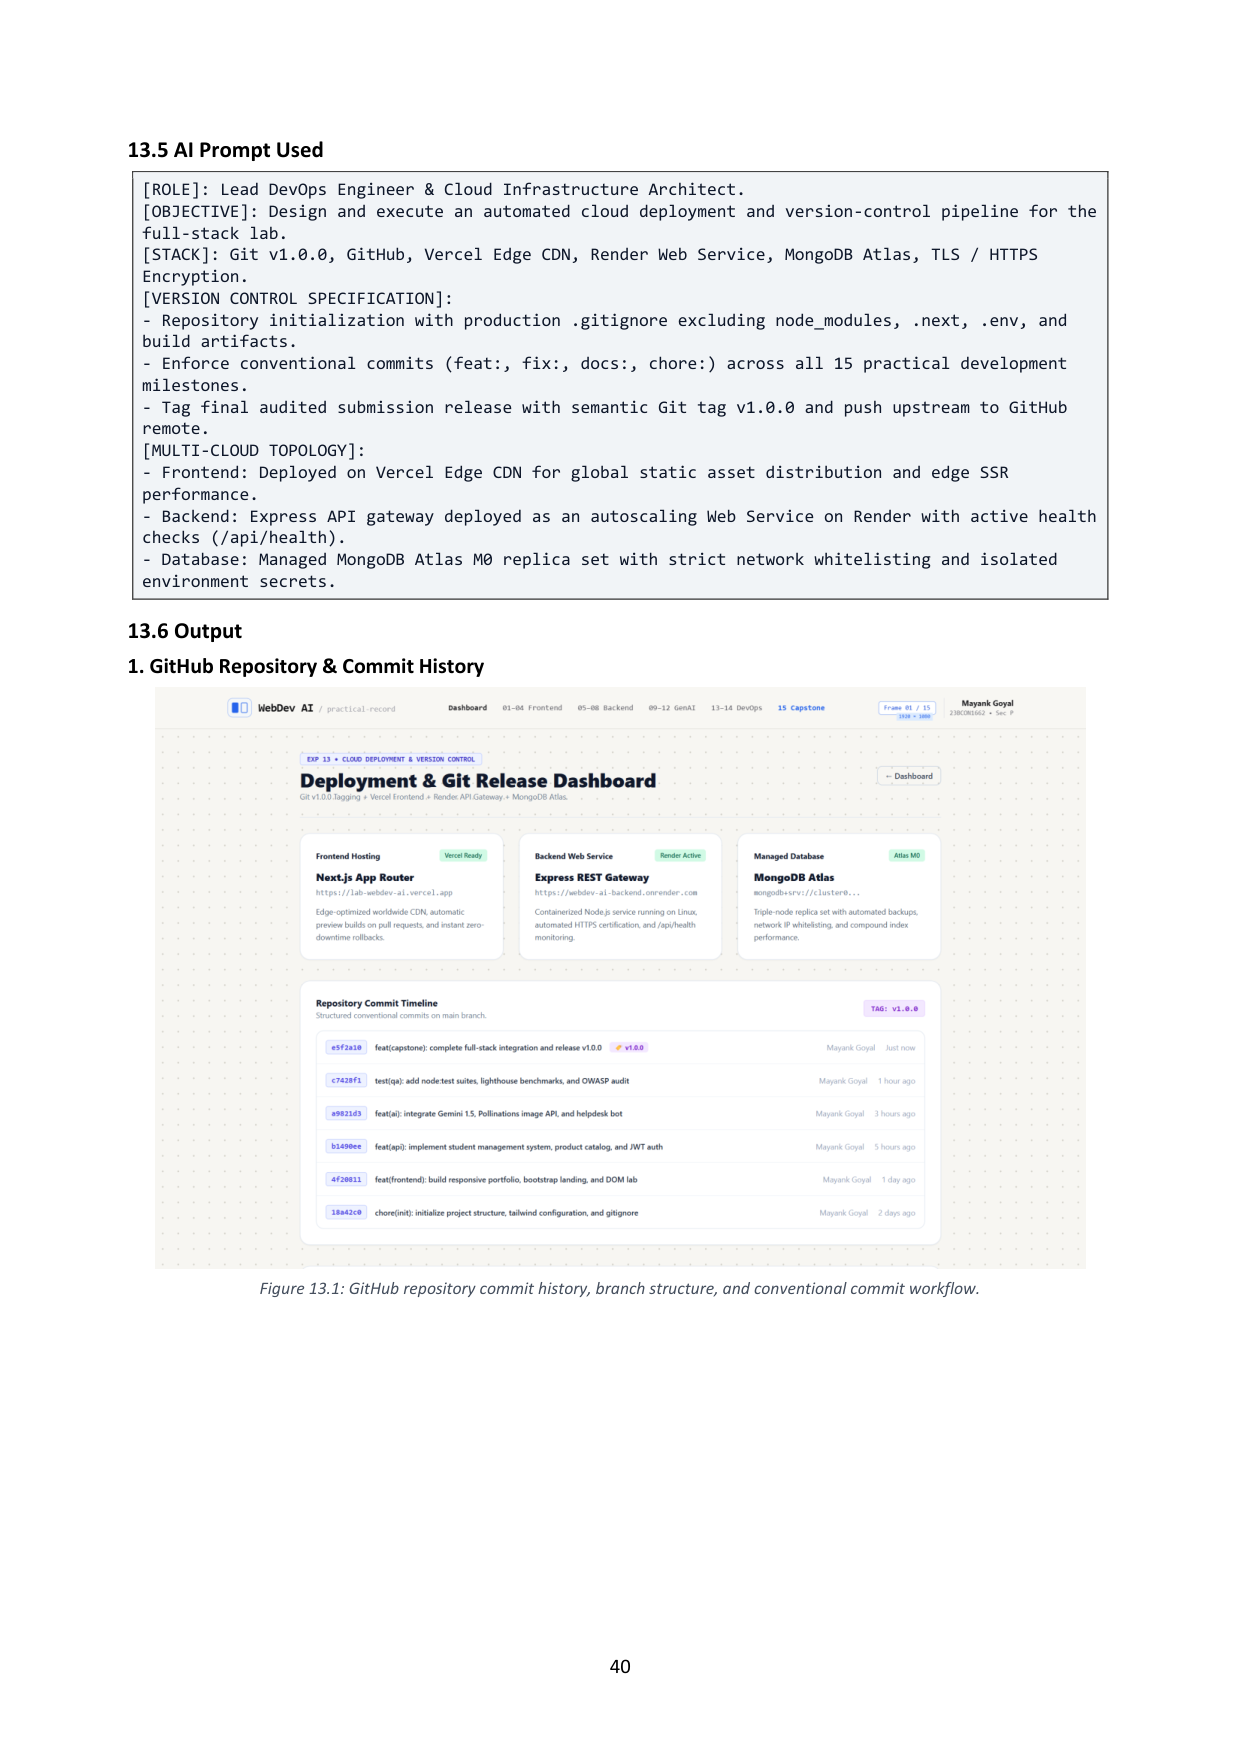 13.5 AI Prompt Used
[ROLE]: Lead DevOps Engineer & Cloud Infrastructure Architect.
[OBJECTIVE]: Design and execute an automated cloud deployment and version-control pipeline for the
full-stack lab.
[STACK]: Git v1.0.0, GitHub, Vercel Edge CDN, Render Web Service, MongoDB Atlas, TLS / HTTPS
Encryption.
[VERSION CONTROL SPECIFICATION]:
- Repository initialization with production .gitignore excluding node_modules, .next, .env, and
build artifacts.
- Enforce conventional commits (feat:, fix:, docs:, chore:) across all 15 practical development
milestones.
- Tag final audited submission release with semantic Git tag v1.0.0 and push upstream to GitHub
remote.
[MULTI-CLOUD TOPOLOGY]:
- Frontend: Deployed on Vercel Edge CDN for global static asset distribution and edge SSR
performance.
- Backend: Express API gateway deployed as an autoscaling Web Service on Render with active health
checks (/api/health).
- Database: Managed MongoDB Atlas M0 replica set with strict network whitelisting and isolated
environment secrets.
13.6 Output
1. GitHub Repository & Commit History
WebDev AI / practical-record Dashboard 01–04 Frontend 05–08 Backend 09–12 GenAI 13–14 DevOps 15 Capstone Frame 01 / 15 Mayank Goyal
1920 × 1080 23BCON1662 • Sec P
EXP 13 • CLOUD DEPLOYMENT & VERSION CONTROL
Deployment & Git Release Dashboard ← Dashboard
Git v1.0.0 Tagging + Vercel Frontend + Render API Gateway + MongoDB Atlas.
Frontend Hosting Vercel Ready
Next.js App Router
https://lab-webdev-ai.vercel.app
Edge-optimized worldwide CDN, automatic
preview builds on pull requests, and instant zero-
downtime rollbacks.
Backend Web Service Render Active
Express REST Gateway
https://webdev-ai-backend.onrender.com
Containerized Node.js service running on Linux,
automated HTTPS certification, and /api/health
monitoring.
Managed Database Atlas M0
MongoDB Atlas
mongodb+srv://cluster0...
Triple-node replica set with automated backups,
network IP whitelisting, and compound index
performance.
Repository Commit Timeline TAG: v1.0.0
Structured conventional commits on main branch.
e5f2a10 feat(capstone): complete full-stack integration and release v1.0.0 v1.0.0 Mayank Goyal Just now
c7428f1 test(qa): add node:test suites, lighthouse benchmarks, and OWASP audit Mayank Goyal 1 hour ago
a9821d3 feat(ai): integrate Gemini 1.5, Pollinations image API, and helpdesk bot Mayank Goyal 3 hours ago
b1490ee feat(api): implement student management system, product catalog, and JWT auth Mayank Goyal 5 hours ago
4f20811 feat(frontend): build responsive portfolio, bootstrap landing, and DOM lab Mayank Goyal 1 day ago
18a42c0 chore(init): initialize project structure, tailwind configuration, and gitignore Mayank Goyal 2 days ago
Figure 13.1: GitHub repository commit history, branch structure, and conventional commit workflow.
40